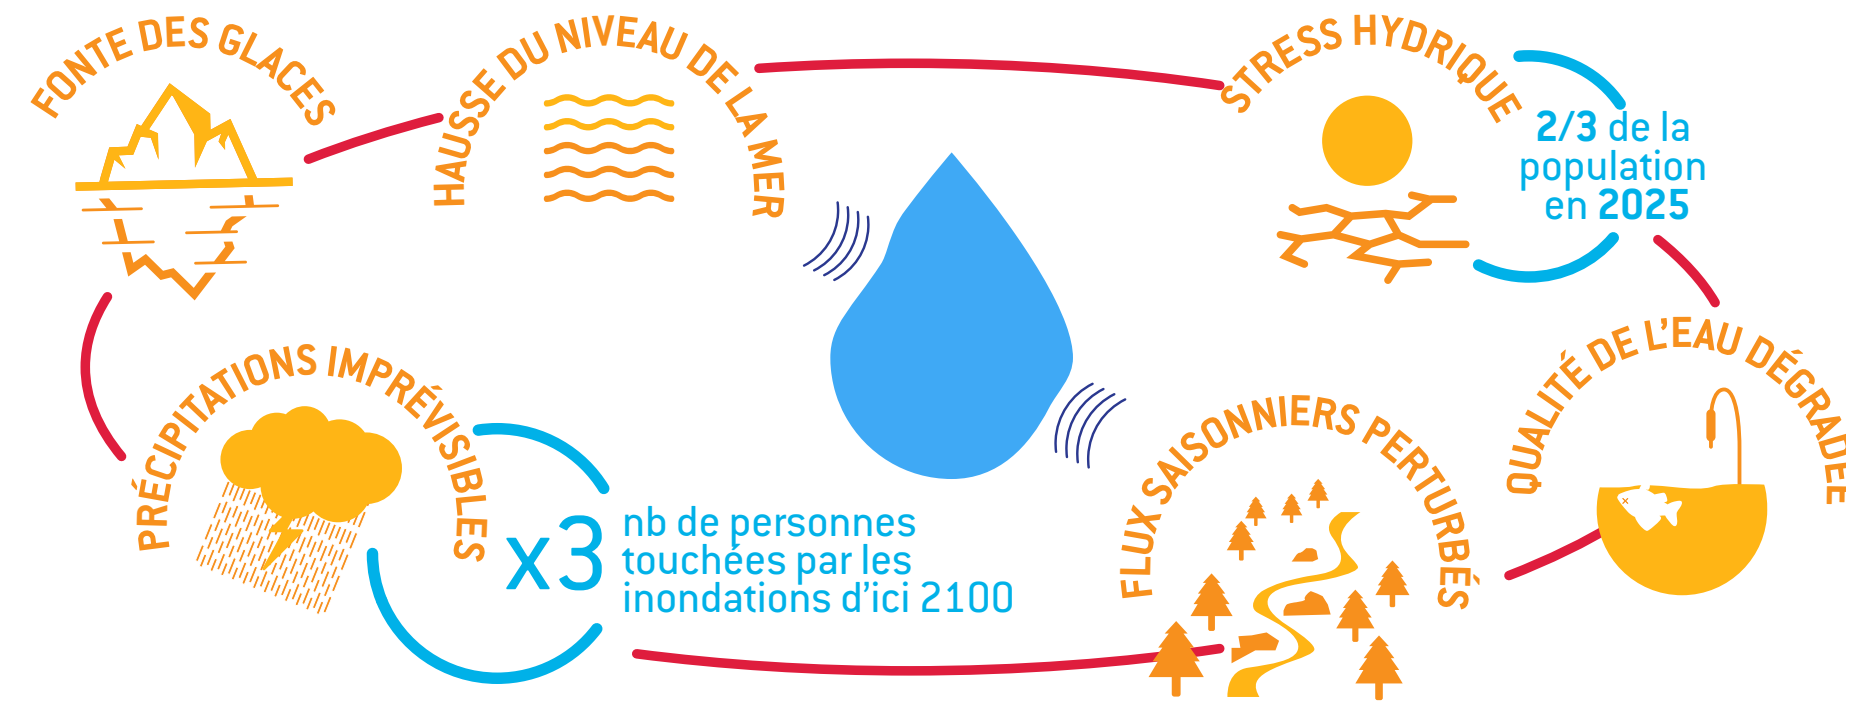 FONTE DES GLACES
HAUSSE DU NIVEAU DE LA MER
STRESS HYDRIQUE
2/3 de la
population
en 2025
PRÉCIPITATIONS IMPRÉVISIBLES
x3
nb de personnes
touchées par les
inondations d'ici 2100
FLUX SAISONNIERS PERTURBÉS
QUALITÉ DE L'EAU DÉGRADÉE